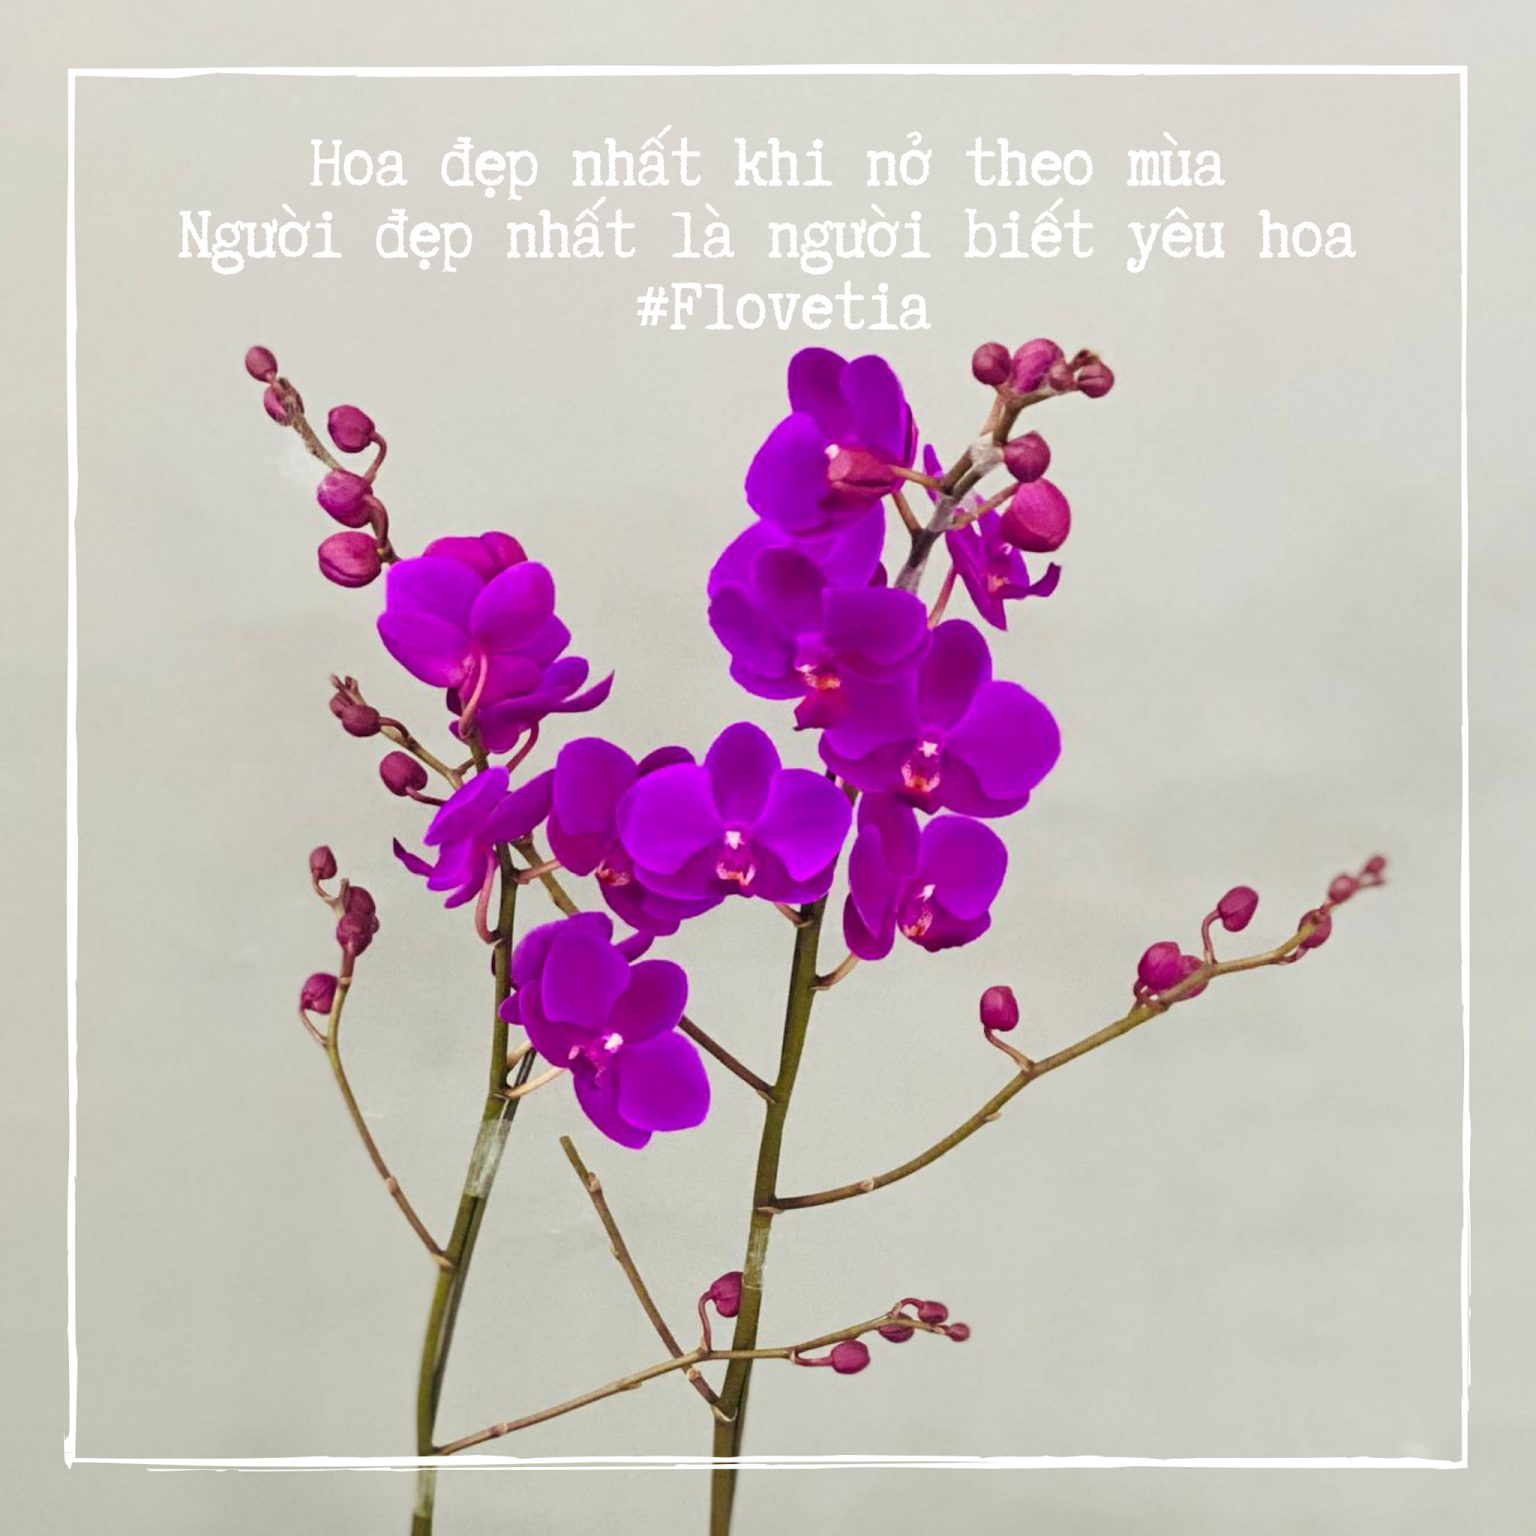 Hoa đẹp nhất khi nở theo mùa
Người đẹp nhất là người biết yêu hoa
#Flovetia